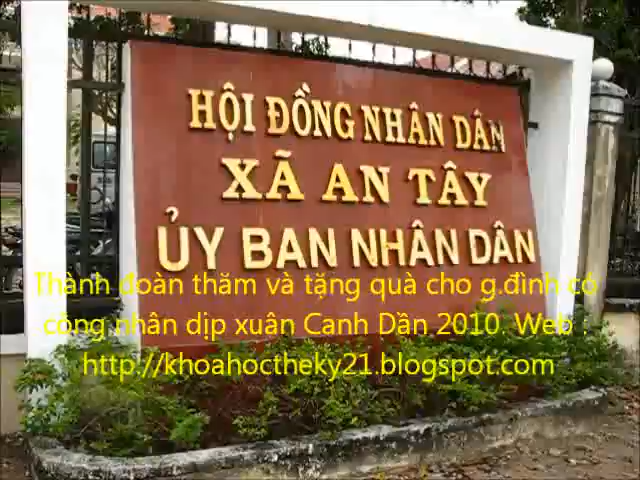 HỘI ĐỒNG NHÂN DÂN
XÃ AN TÂY
ỦY BAN NHÂN DÂN
Thành đoàn thăm và tặng quà cho g.đình có
công nhân dịp xuân Canh Dần 2010. Web :
http://khoahoctheky21.blogspot.com